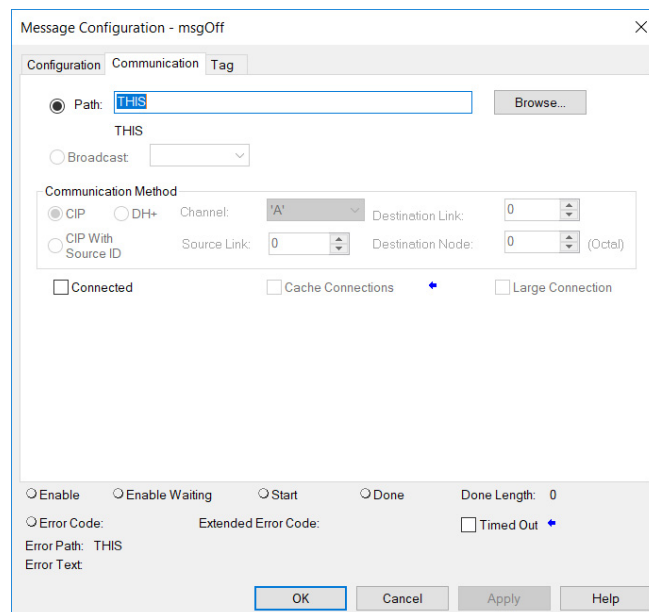 Message Configuration - msgOff
Configuration Communication Tag
Path: THIS Browse...
THIS
Broadcast:
Communication Method
CIP DH+ Channel: 'A' Destination Link: 0
CIP With Source ID Source Link: 0 Destination Node: 0 (Octal)
Connected Cache Connections Large Connection
Enable Enable Waiting Start Done Done Length: 0
Error Code: Extended Error Code: Timed Out
Error Path: THIS
Error Text:
OK Cancel Apply Help